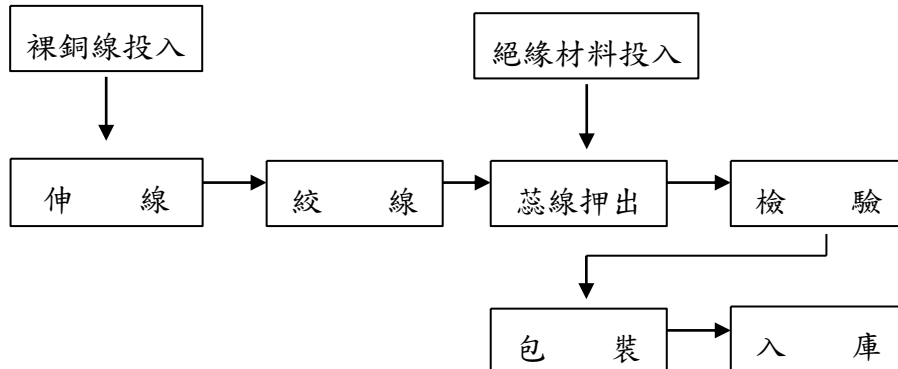 裸銅線投入
絕緣材料投入
伸 線
絞 線
蕊線押出
檢 驗
包 裝
入 庫